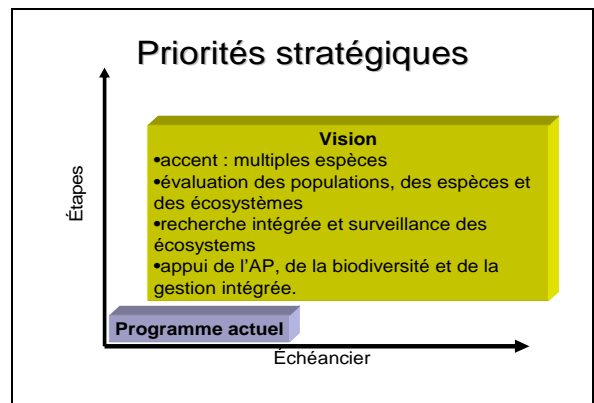 Priorités stratégiques
Étapes
Vision
•accent : multiples espèces
•évaluation des populations, des espèces et
des écosystèmes
•recherche intégrée et surveillance des
écosystems
•appui de l'AP, de la biodiversité et de la
gestion intégrée.
Programme actuel
Échéancier